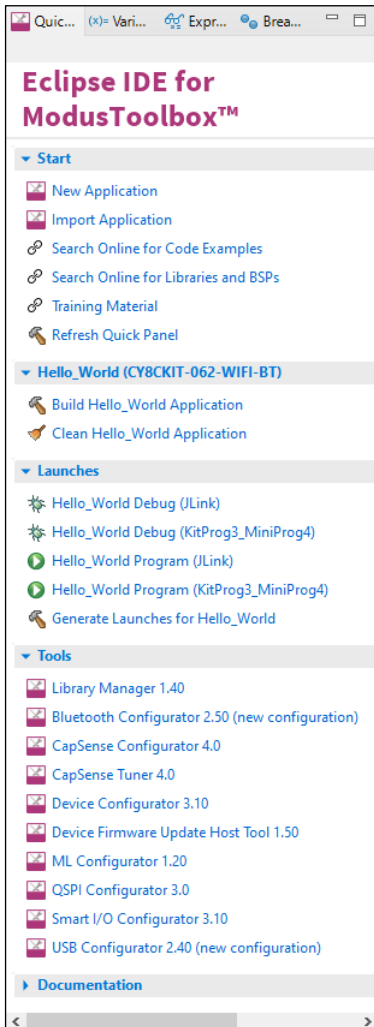 Quic... (x)= Vari... Expr... Brea...
Eclipse IDE for
ModusToolbox™
Start
New Application
Import Application
Search Online for Code Examples
Search Online for Libraries and BSPs
Training Material
Refresh Quick Panel
Hello_World (CY8CKIT-062-WIFI-BT)
Build Hello_World Application
Clean Hello_World Application
Launches
Hello_World Debug (JLink)
Hello_World Debug (KitProg3_MiniProg4)
Hello_World Program (JLink)
Hello_World Program (KitProg3_MiniProg4)
Generate Launches for Hello_World
Tools
Library Manager 1.40
Bluetooth Configurator 2.50 (new configuration)
CapSense Configurator 4.0
CapSense Tuner 4.0
Device Configurator 3.10
Device Firmware Update Host Tool 1.50
ML Configurator 1.20
QSPI Configurator 3.0
Smart I/O Configurator 3.10
USB Configurator 2.40 (new configuration)
Documentation